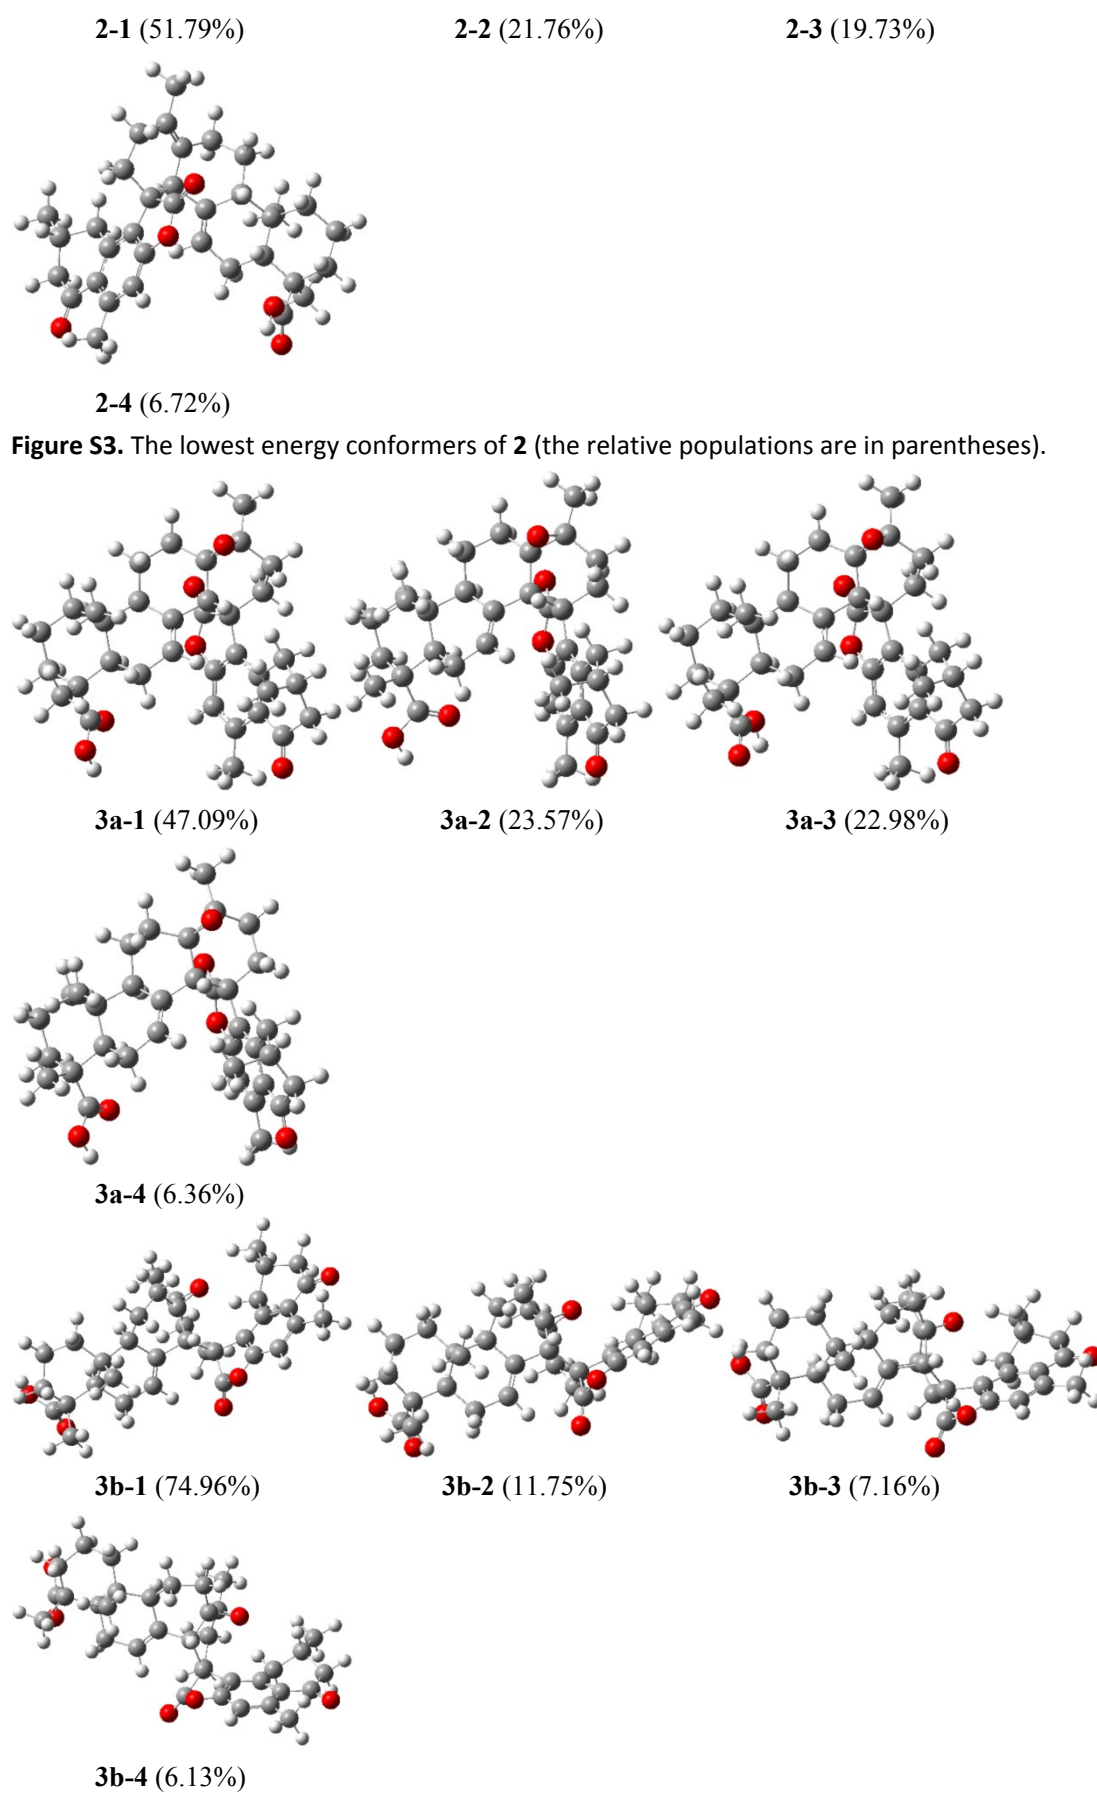 2-1 (51.79%) 2-2 (21.76%) 2-3 (19.73%)
2-4 (6.72%)
Figure S3. The lowest energy conformers of 2 (the relative populations are in parentheses).
3a-1 (47.09%) 3a-2 (23.57%) 3a-3 (22.98%)
3a-4 (6.36%)
3b-1 (74.96%) 3b-2 (11.75%) 3b-3 (7.16%)
3b-4 (6.13%)